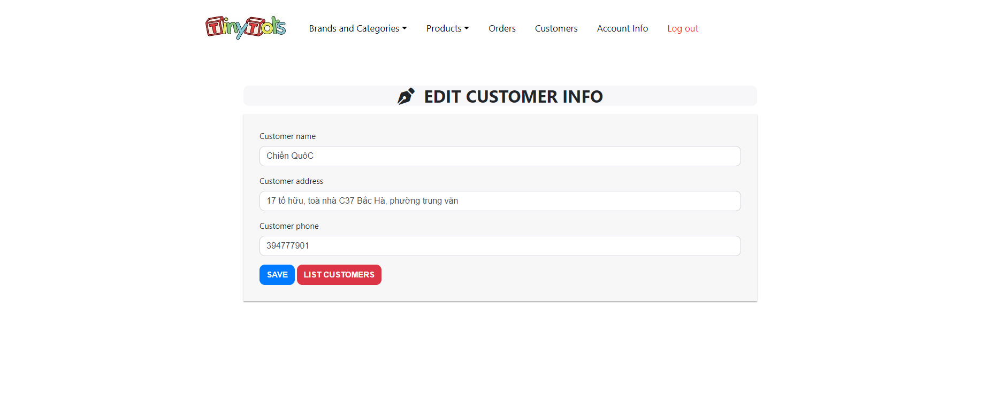 TinyTots
Brands and Categories Products Orders Customers Account Info Log out
EDIT CUSTOMER INFO
Customer name
Chiến QuôC
Customer address
17 tố hữu, toà nhà C37 Bắc Hà, phường trung văn
Customer phone
394777901
SAVE LIST CUSTOMERS